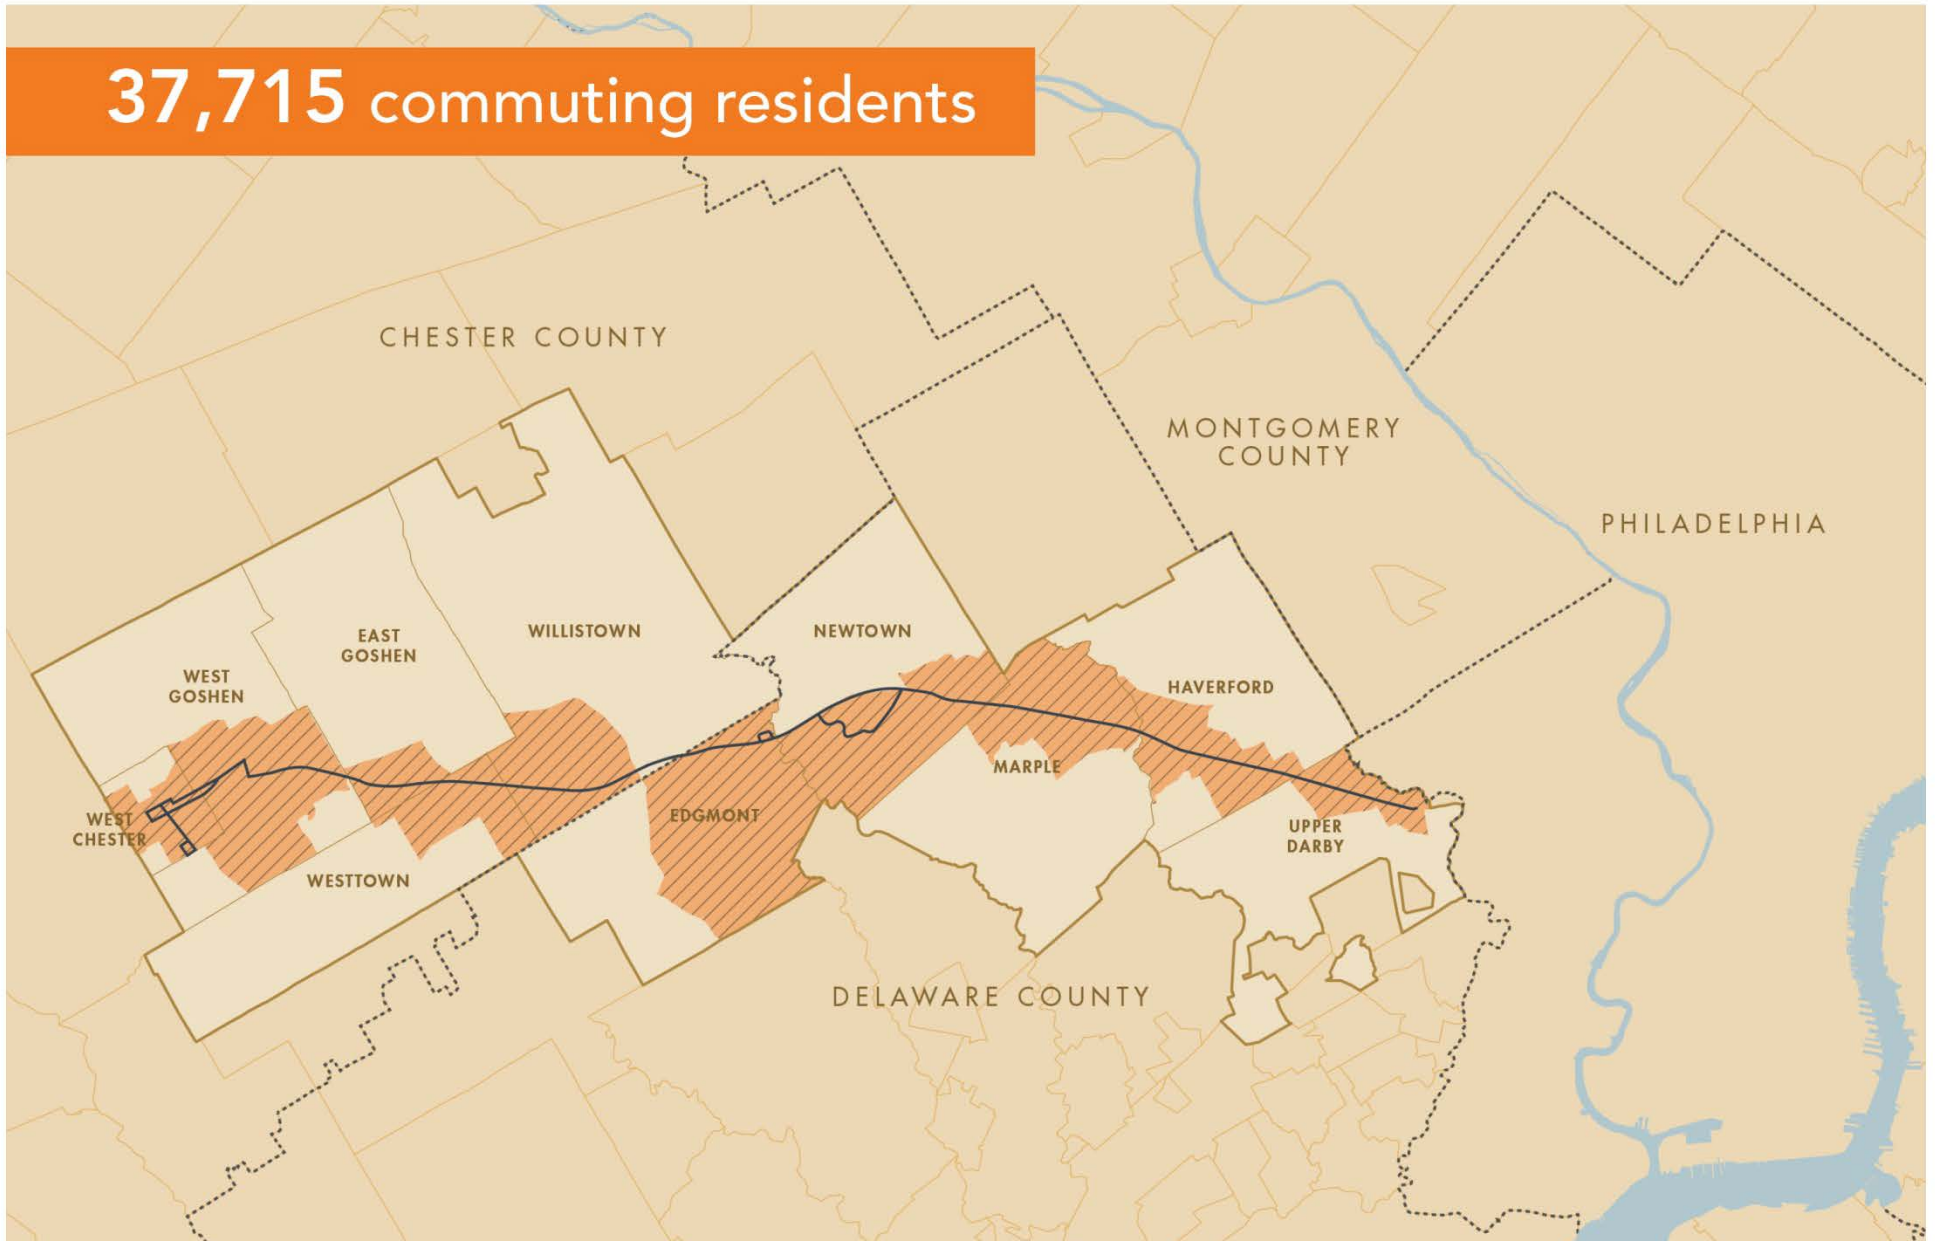 37,715 commuting residents
CHESTER COUNTY
MONTGOMERY
COUNTY
PHILADELPHIA
WILLISTOWN
NEWTOWN
EAST
GOSHEN
WEST
GOSHEN
HAVERFORD
MARPLE
EDGMONT
WEST
CHESTER
UPPER
DARBY
WESTTOWN
DELAWARE COUNTY